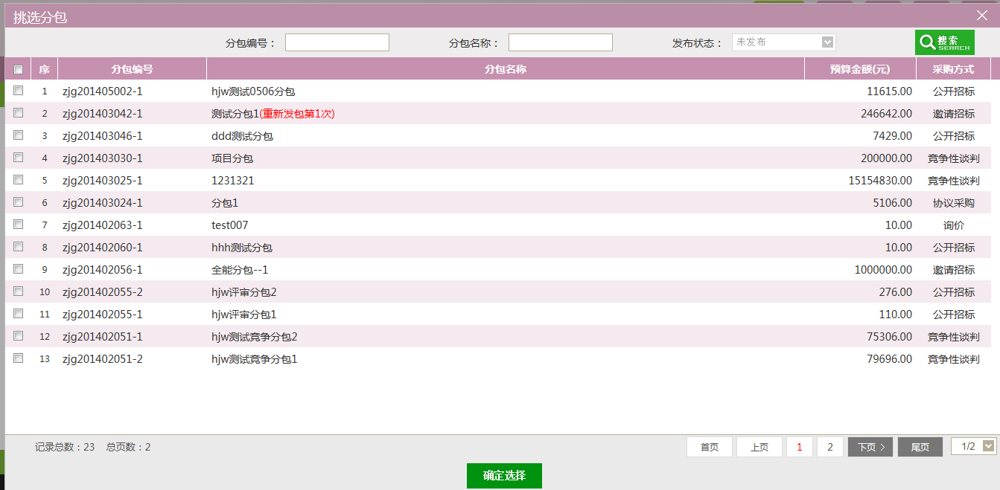 挑选分包
分包编号： 分包名称： 发布状态： 未发布 搜索 SEARCH
序 分包编号 分包名称 预算金额(元) 采购方式
1 zjg201405002-1 hjw测试0506分包 11615.00 公开招标
2 zjg201403042-1 测试分包1(重新发包第1次) 246642.00 邀请招标
3 zjg201403046-1 ddd测试分包 7429.00 公开招标
4 zjg201403030-1 项目分包 200000.00 竞争性谈判
5 zjg201403025-1 1231321 15154830.00 竞争性谈判
6 zjg201403024-1 分包1 5106.00 协议采购
7 zjg201402063-1 test007 10.00 询价
8 zjg201402060-1 hhh测试分包 10.00 公开招标
9 zjg201402056-1 全能分包--1 1000000.00 邀请招标
10 zjg201402055-2 hjw评审分包2 276.00 公开招标
11 zjg201402055-1 hjw评审分包1 110.00 公开招标
12 zjg201402051-1 hjw测试竞争分包2 75306.00 竞争性谈判
13 zjg201402051-2 hjw测试竞争分包1 79696.00 竞争性谈判
记录总数：23 总页数：2 首页 上页 1 2 下页 > 尾页 1/2
确定选择